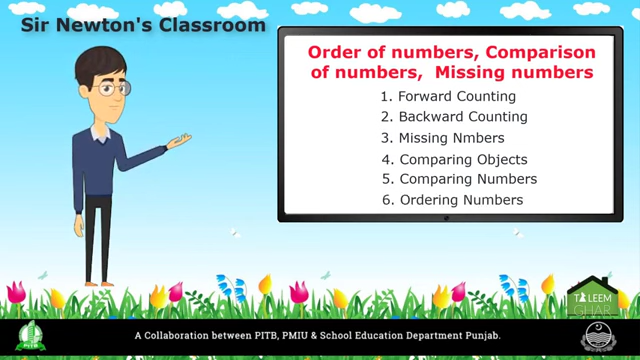 Sir Newton's Classroom
Order of numbers, Comparison
of numbers, Missing numbers
1. Forward Counting
2. Backward Counting
3. Missing Nmbers
4. Comparing Objects
5. Comparing Numbers
6. Ordering Numbers
TALEEM
GHAR
PITB
A Collaboration between PITB, PMIU & School Education Department Punjab.